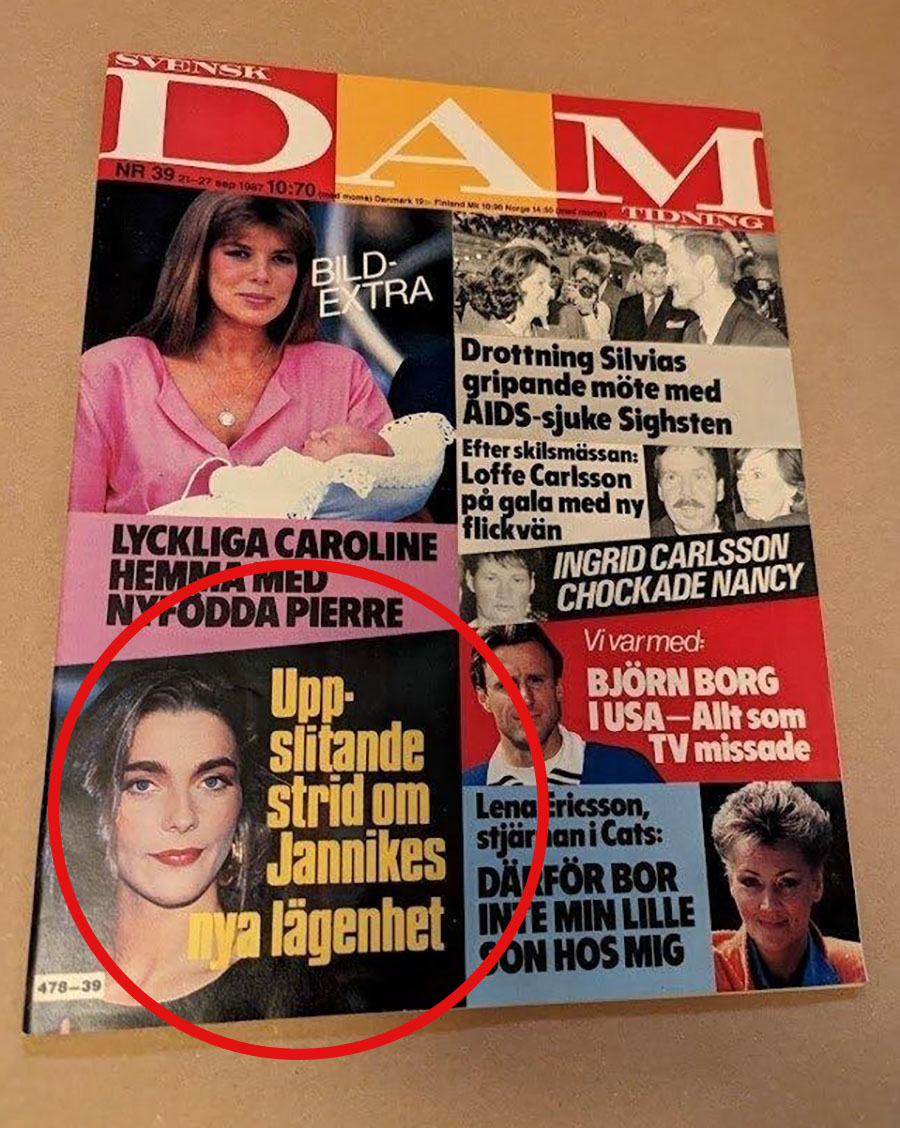 SVENSK
DAM
TIDNING
NR 39 21–27 sep 1987 10:70 (med moms) Danmark 19:– Finland Mk 10:90 Norge 14:50 (med moms)
BILD-
EXTRA
LYCKLIGA CAROLINE
HEMMA MED
NYFÖDDA PIERRE
Upp-
slitande
strid om
Jannikes
nya lägenhet
478–39
Drottning Silvias
gripande möte med
AIDS-sjuke Sighsten
Efter skilsmässan:
Loffe Carlsson
på gala med ny
flickvän
INGRID CARLSSON
CHOCKADE NANCY
Vi var med:
BJÖRN BORG
I USA–Allt som
TV missade
Lena Ericsson,
stjärnan i Cats:
DÄRFÖR BOR
INTE MIN LILLE
SON HOS MIG